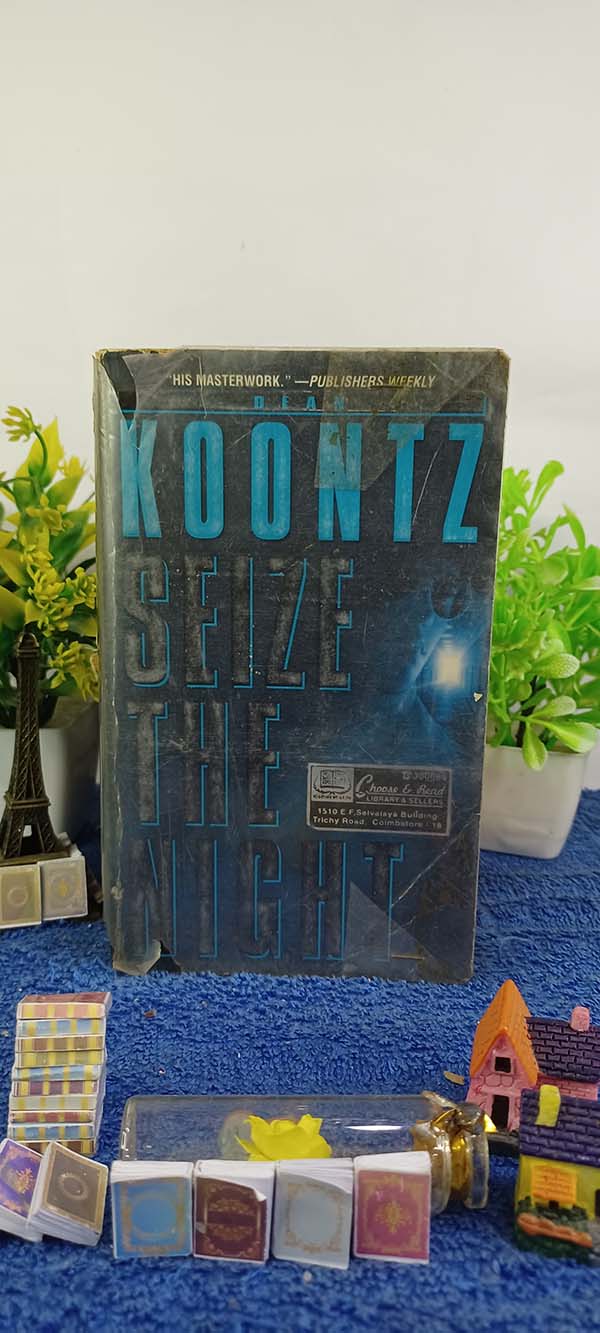 "HIS MASTERWORK." —PUBLISHERS WEEKLY
DEAN
KOONTZ
SEIZE
THE
NIGHT
Choose & Read
LIBRARY & SELLERS
1510 E F, Selvalaya Building
Trichy Road, Coimbatore - 18